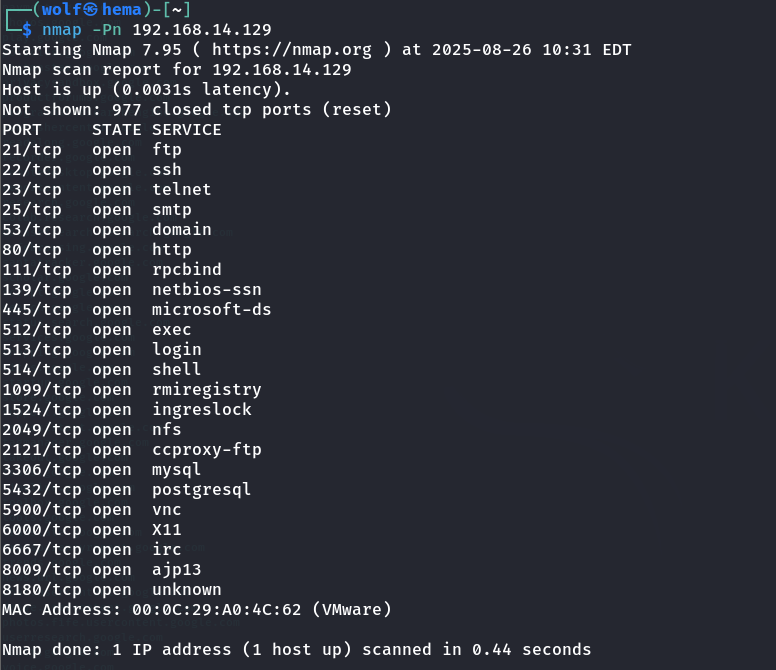 ┌──(wolf㉿hema)-[~]
└─$ nmap -Pn 192.168.14.129
Starting Nmap 7.95 ( https://nmap.org ) at 2025-08-26 10:31 EDT
Nmap scan report for 192.168.14.129
Host is up (0.0031s latency).
Not shown: 977 closed tcp ports (reset)
PORT     STATE SERVICE
21/tcp   open  ftp
22/tcp   open  ssh
23/tcp   open  telnet
25/tcp   open  smtp
53/tcp   open  domain
80/tcp   open  http
111/tcp  open  rpcbind
139/tcp  open  netbios-ssn
445/tcp  open  microsoft-ds
512/tcp  open  exec
513/tcp  open  login
514/tcp  open  shell
1099/tcp open  rmiregistry
1524/tcp open  ingreslock
2049/tcp open  nfs
2121/tcp open  ccproxy-ftp
3306/tcp open  mysql
5432/tcp open  postgresql
5900/tcp open  vnc
6000/tcp open  X11
6667/tcp open  irc
8009/tcp open  ajp13
8180/tcp open  unknown
MAC Address: 00:0C:29:A0:4C:62 (VMware)
Nmap done: 1 IP address (1 host up) scanned in 0.44 seconds